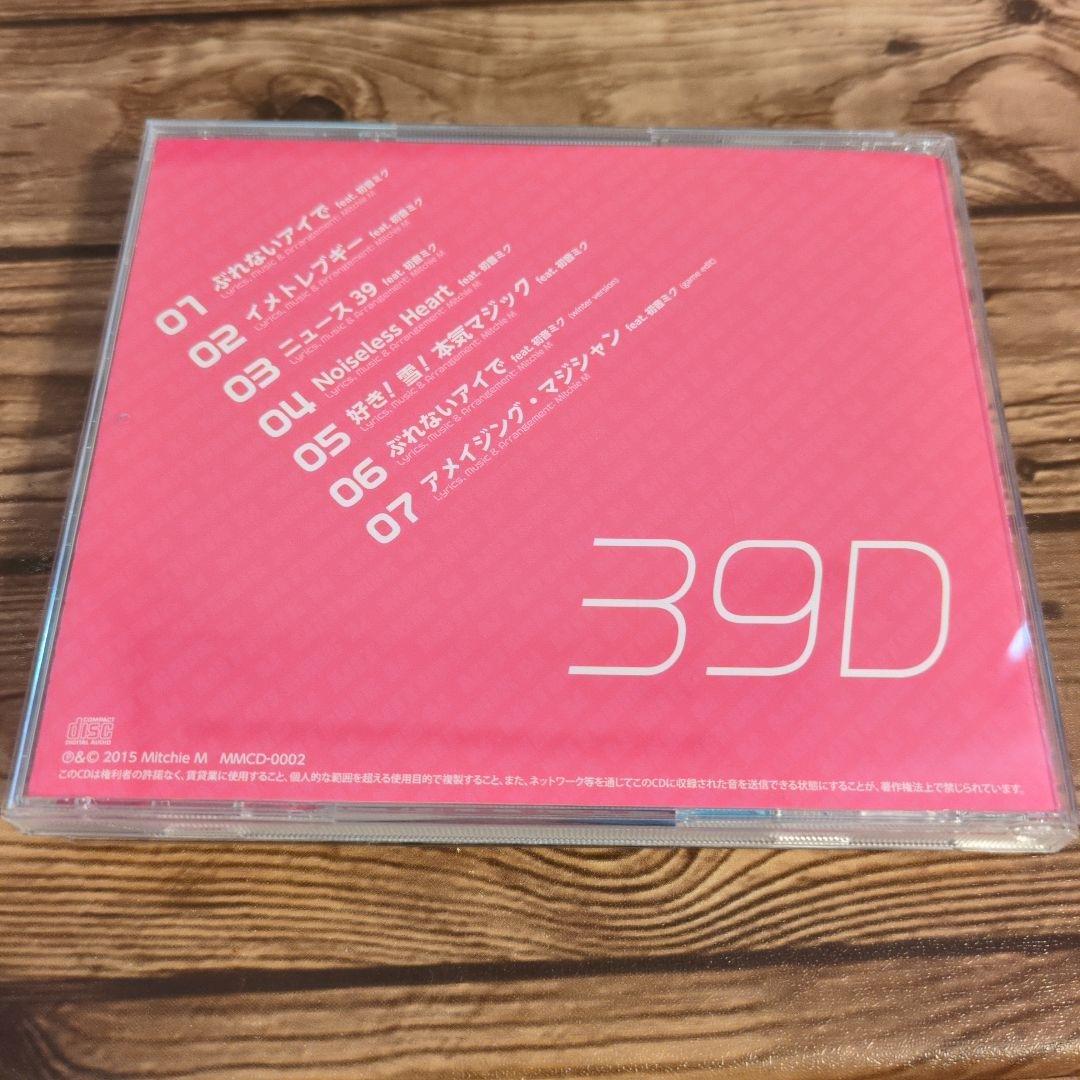 01 ぶれないアイで feat. 初音ミク
Lyrics, Music & Arrangement: Mitchie M
02 イメトレブギー feat. 初音ミク
Lyrics, Music & Arrangement: Mitchie M
03 ニュース 39 feat. 初音ミク
Lyrics, Music & Arrangement: Mitchie M
04 Noiseless Heart feat. 初音ミク
Lyrics, Music & Arrangement: Mitchie M
05 好き!雪!本気マジック feat. 初音ミク
Lyrics, Music & Arrangement: Mitchie M
06 ぶれないアイで feat. 初音ミク (winter version)
Lyrics, Music & Arrangement: Mitchie M
07 アメイジング・マジシャン feat. 初音ミク (game edit)
Lyrics, Music & Arrangement: Mitchie M
39D
COMPACT
disc
DIGITAL AUDIO
℗&© 2015 Mitchie M MMCD-0002
このCDは権利者の許諾なく、賃貸業に使用すること、個人的な範囲を超える使用目的で複製すること、また、ネットワーク等を通じてこのCDに収録された音を送信できる状態にすることが、著作権法上で禁じられています。